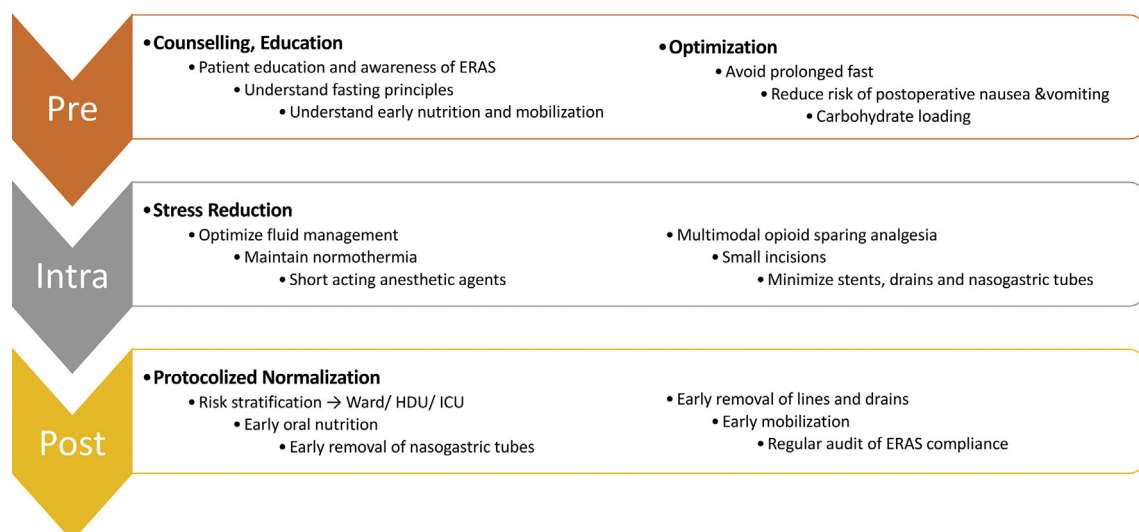 Pre
• Counselling, Education
• Patient education and awareness of ERAS
• Understand fasting principles
• Understand early nutrition and mobilization
• Optimization
• Avoid prolonged fast
• Reduce risk of postoperative nausea &vomiting
• Carbohydrate loading
Intra
• Stress Reduction
• Optimize fluid management
• Maintain normothermia
• Short acting anesthetic agents
• Multimodal opioid sparing analgesia
• Small incisions
• Minimize stents, drains and nasogastric tubes
Post
• Protocolized Normalization
• Risk stratification → Ward/ HDU/ ICU
• Early oral nutrition
• Early removal of nasogastric tubes
• Early removal of lines and drains
• Early mobilization
• Regular audit of ERAS compliance